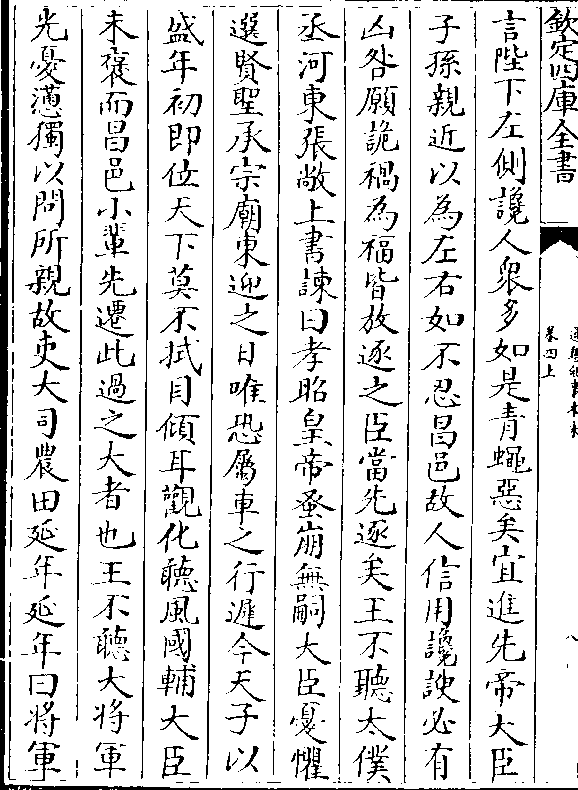 欽定四庫全書
卷四上
言陛下左側讒人衆多如是青蠅惡矣宜進先帝大臣
子孫親近以為左右如不忍昌邑故人信用讒諛必有
凶咎願詭禍為福皆放逐之臣當先逐矣王不聽太僕
丞河東張敞上書諫曰孝昭皇帝蚤崩無嗣大臣憂懼
選賢聖承宗廟東迎之日唯恐屬車之行遲今天子以
盛年初即位天下莫不拭目傾耳觀化聽風國輔大臣
未褒而昌邑小輦先遷此過之大者也王不聽大將軍
光憂懣獨以問所親故吏大司農田延年延年曰將軍